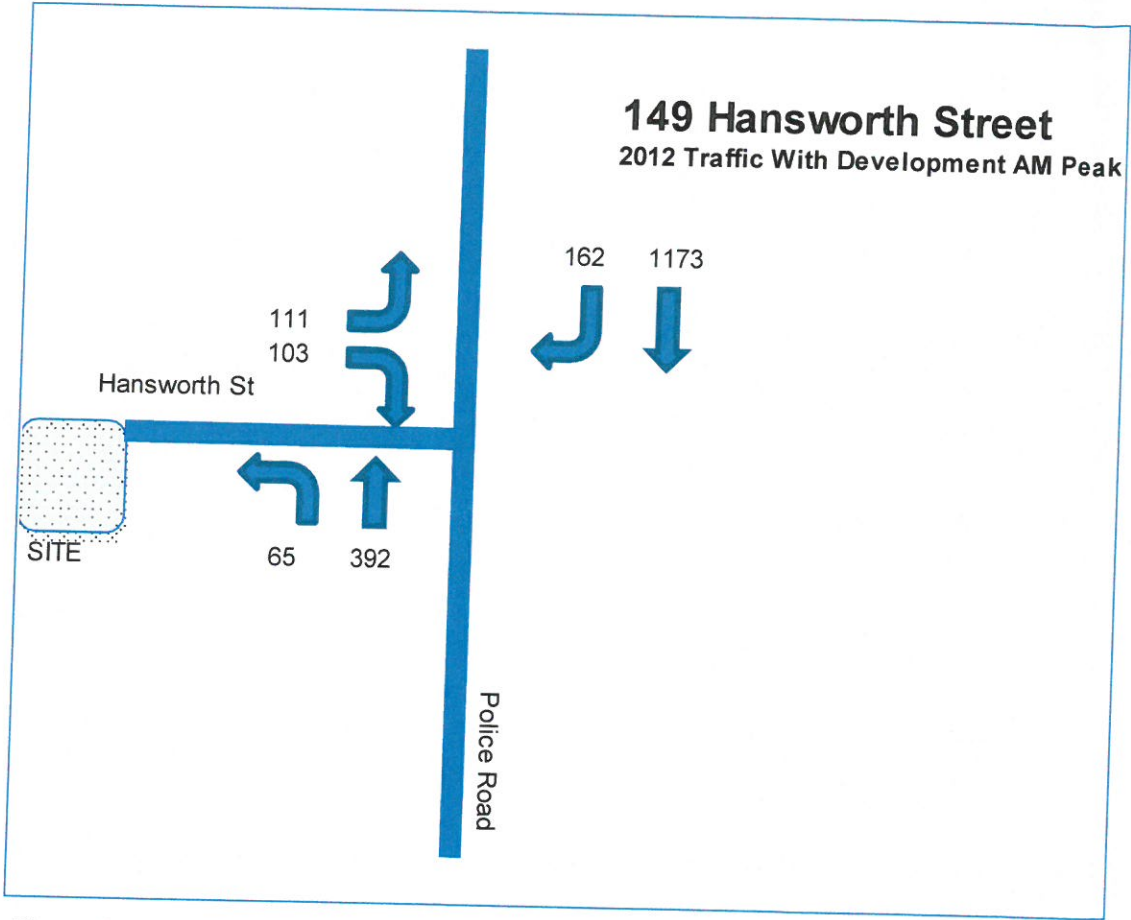 149 Hansworth Street
2012 Traffic With Development AM Peak
162 1173
111
103
Hansworth St
SITE
65 392
Police Road